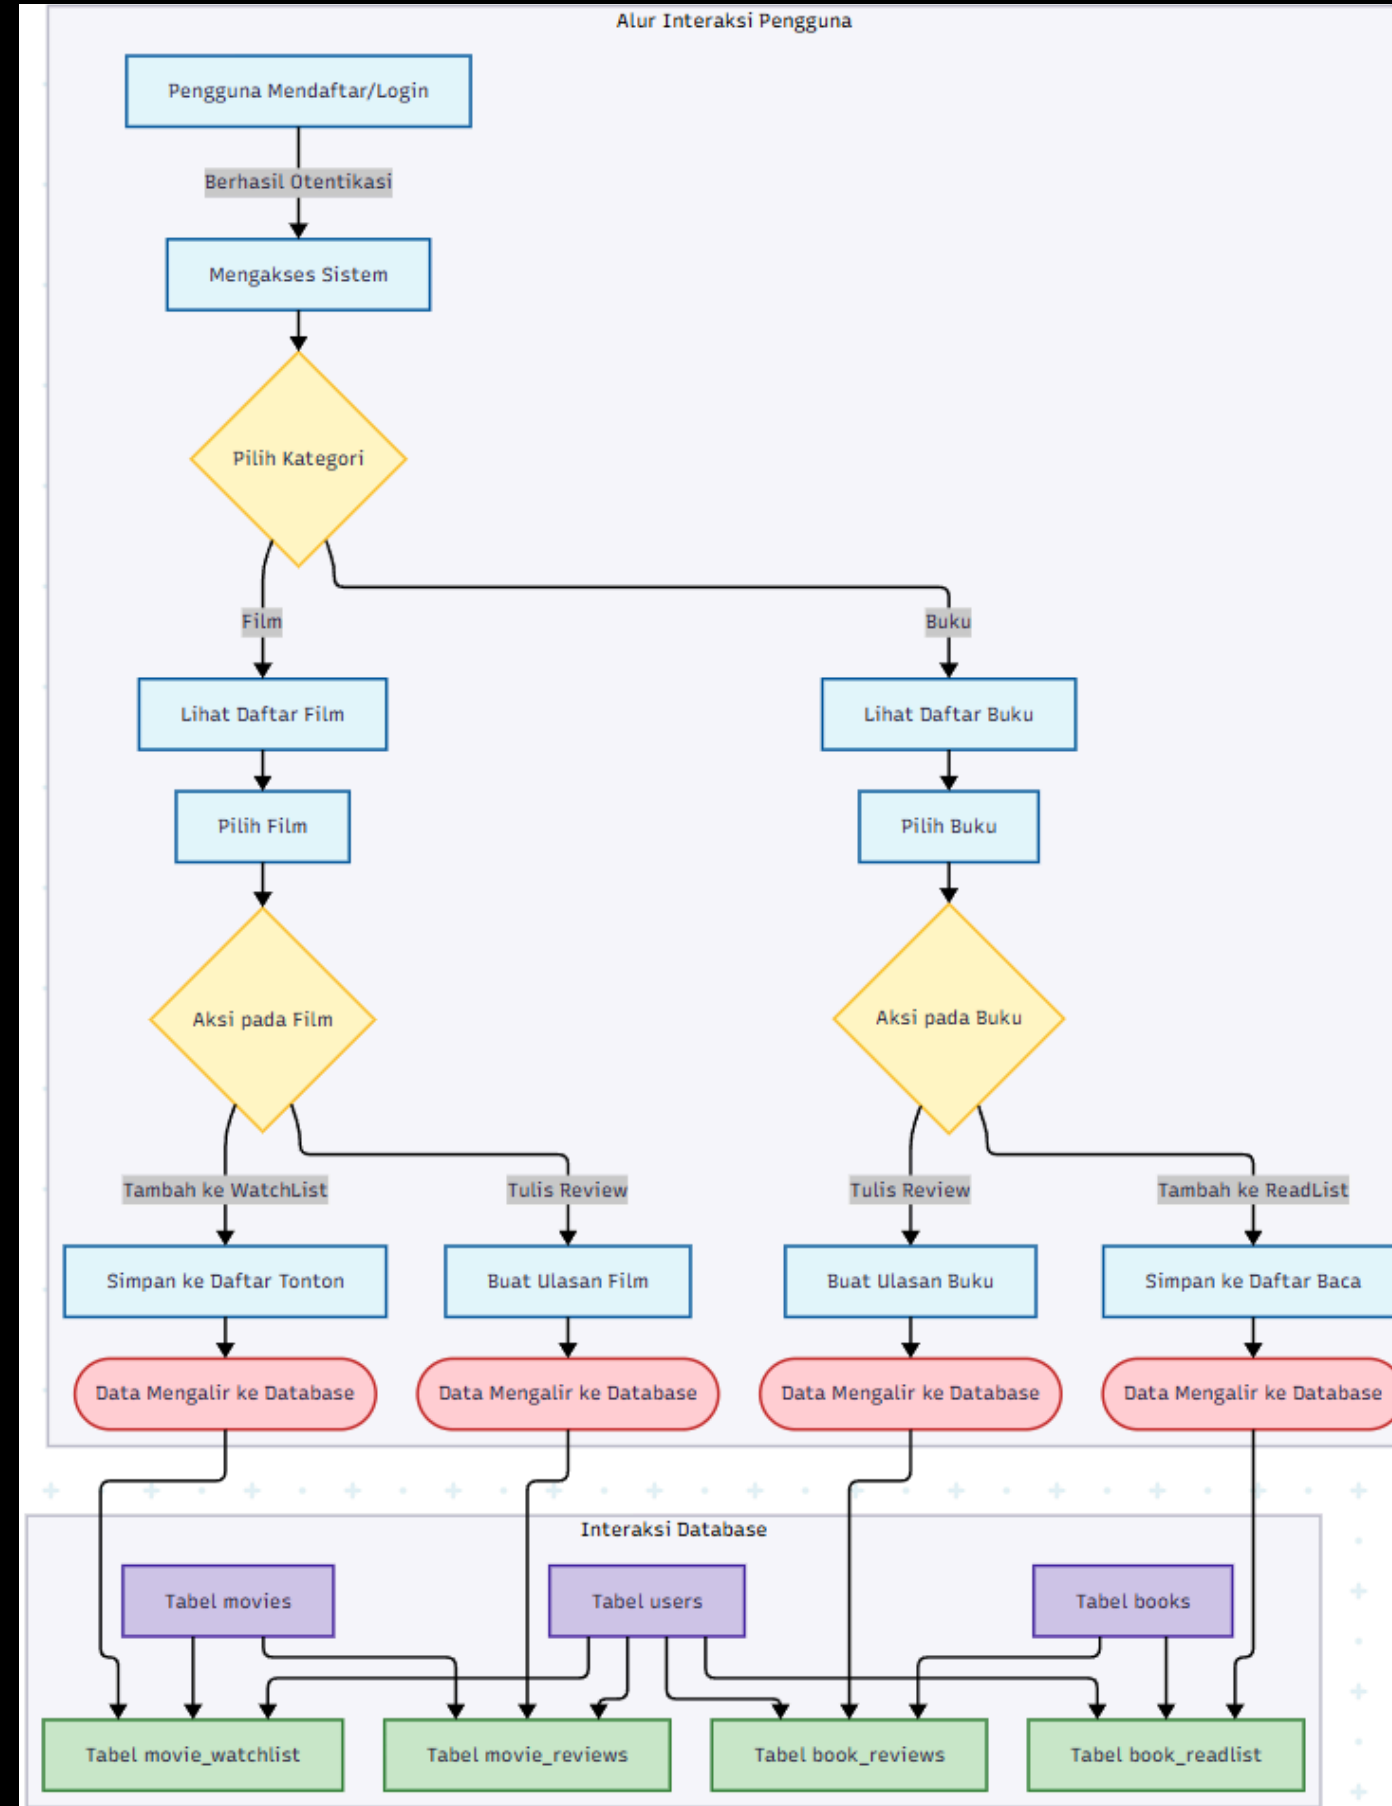 Alur Interaksi Pengguna
Pengguna Mendaftar/Login
Berhasil Otentikasi
Mengakses Sistem
Pilih Kategori
Film
Buku
Lihat Daftar Film
Lihat Daftar Buku
Pilih Film
Pilih Buku
Aksi pada Film
Aksi pada Buku
Tambah ke WatchList
Tulis Review
Tulis Review
Tambah ke ReadList
Simpan ke Daftar Tonton
Buat Ulasan Film
Buat Ulasan Buku
Simpan ke Daftar Baca
Data Mengalir ke Database
Data Mengalir ke Database
Data Mengalir ke Database
Data Mengalir ke Database
Interaksi Database
Tabel movies
Tabel users
Tabel books
Tabel movie_watchlist
Tabel movie_reviews
Tabel book_reviews
Tabel book_readlist